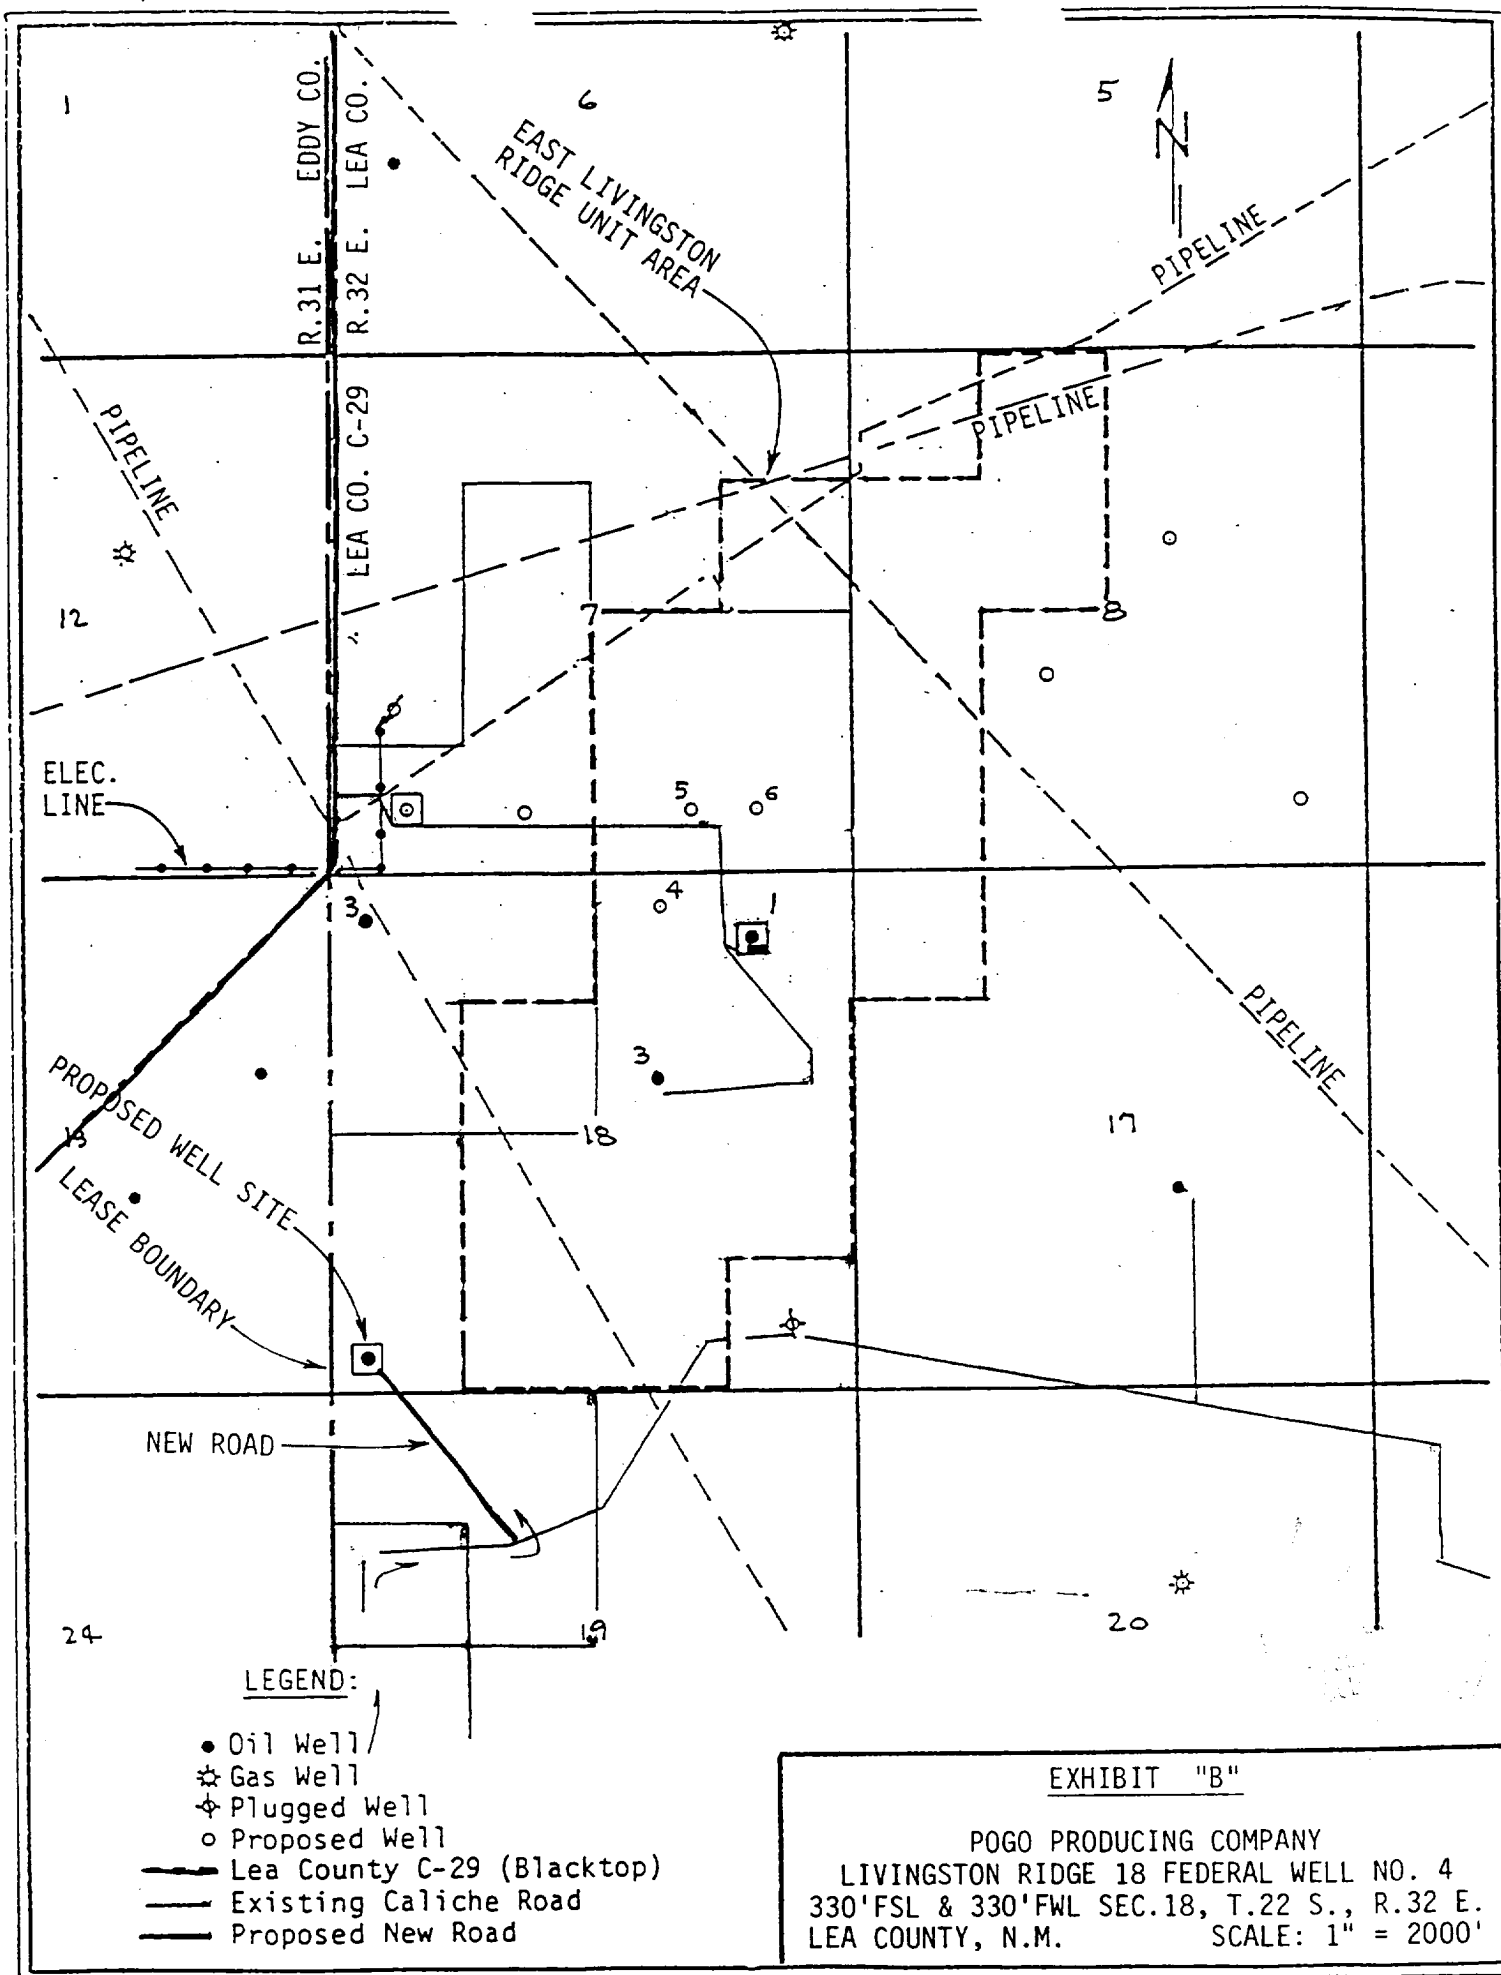 1
6
5
EDDY CO.
LEA CO.
R.31 E.
R.32 E.
N
EAST LIVINGSTON
RIDGE UNIT AREA
PIPELINE
PIPELINE
PIPELINE
LEA CO. C-29
12
7
8
ELEC.
LINE
5
6
4
3
1
3
PIPELINE
PROPOSED WELL SITE
13
18
17
LEASE BOUNDARY
NEW ROAD
24
19
20
LEGEND:
Oil Well
Gas Well
Plugged Well
Proposed Well
Lea County C-29 (Blacktop)
Existing Caliche Road
Proposed New Road
EXHIBIT "B"
POGO PRODUCING COMPANY
LIVINGSTON RIDGE 18 FEDERAL WELL NO. 4
330'FSL & 330'FWL SEC.18, T.22 S., R.32 E.
LEA COUNTY, N.M. SCALE: 1" = 2000'